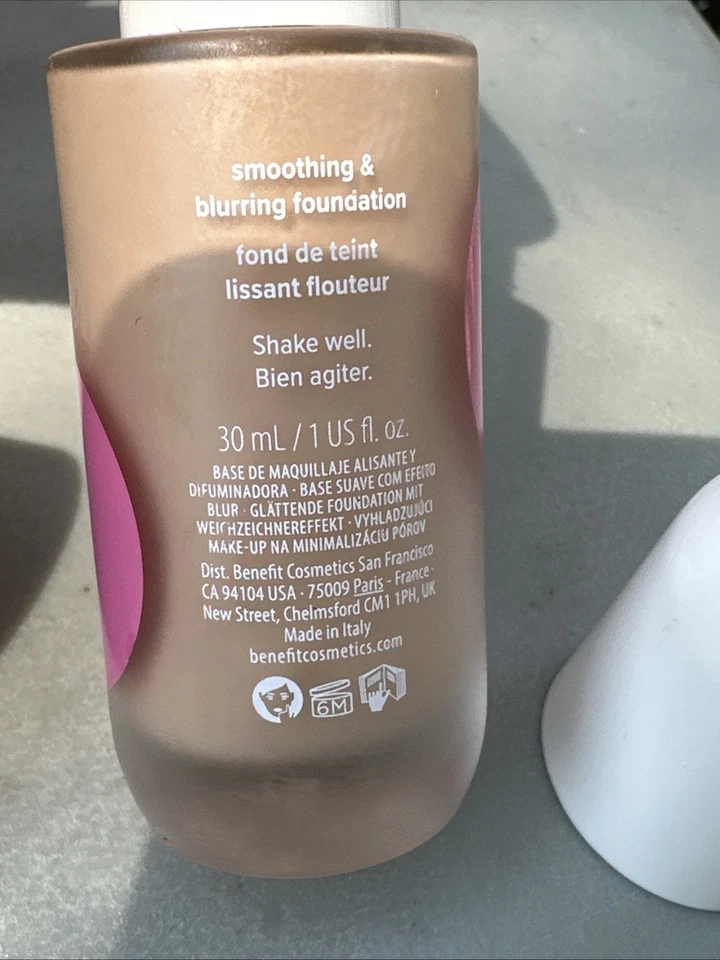 smoothing &
blurring foundation
fond de teint
lissant flouteur
Shake well.
Bien agiter.
30 mL / 1 US fl. oz.
BASE DE MAQUILLAJE ALISANTE Y
DIFUMINADORA · BASE SUAVE COM EFEITO
BLUR · GLÄTTENDE FOUNDATION MIT
WEICHZEICHNEREFFEKT · VYHLADZUJÚCI
MAKE-UP NA MINIMALIZÁCIU PÓROV
Dist. Benefit Cosmetics San Francisco
CA 94104 USA · 75009 Paris - France ·
New Street, Chelmsford CM1 1PH, UK
Made in Italy
benefitcosmetics.com
6M